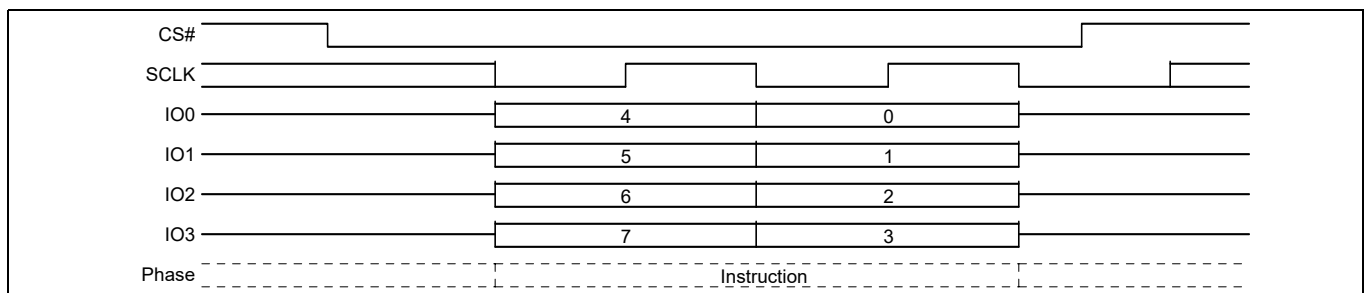 CS#
SCLK
IO0 4 0
IO1 5 1
IO2 6 2
IO3 7 3
Phase Instruction